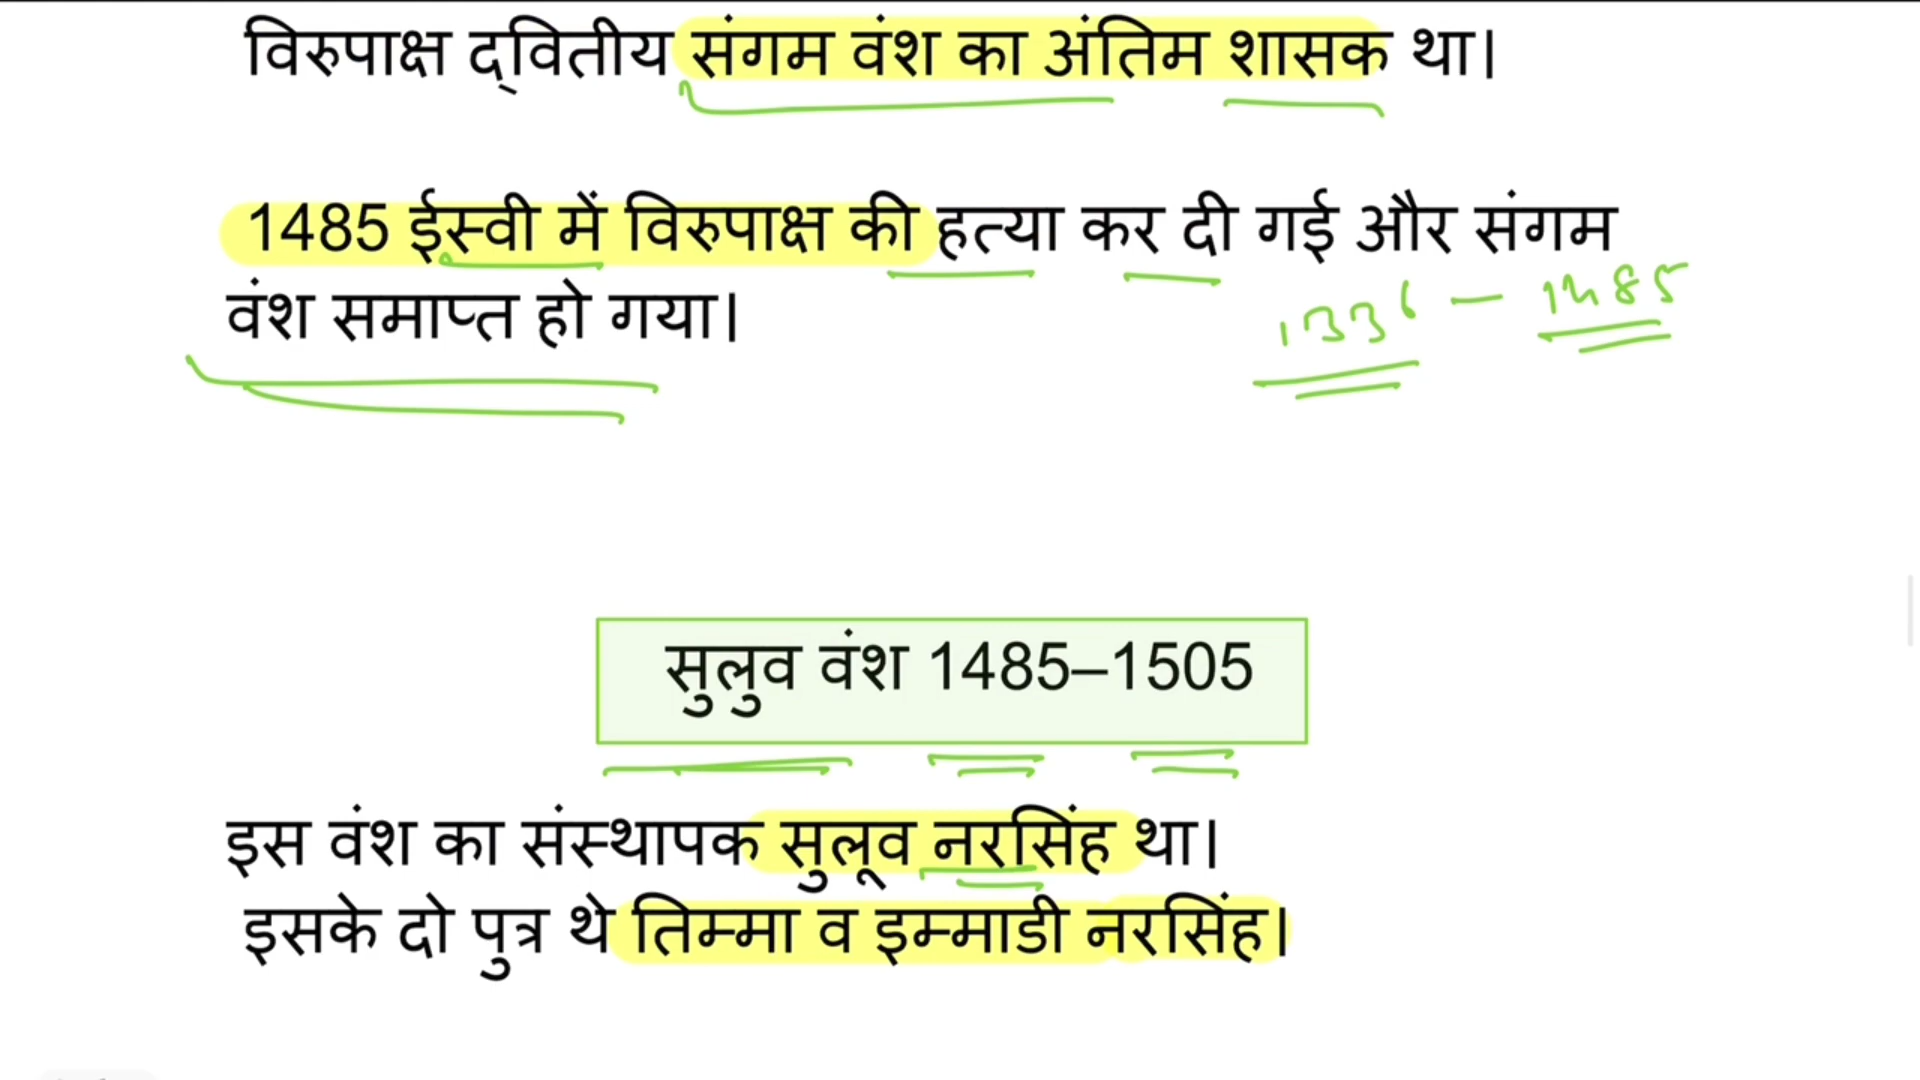 विरुपाक्ष द्वितीय संगम वंश का अंतिम शासक था।
1485 ईस्वी में विरुपाक्ष की हत्या कर दी गई और संगम
वंश समाप्त हो गया।
1336 – 1485
सुलुव वंश 1485–1505
इस वंश का संस्थापक सुलूव नरसिंह था।
इसके दो पुत्र थे तिम्मा व इम्माडी नरसिंह।